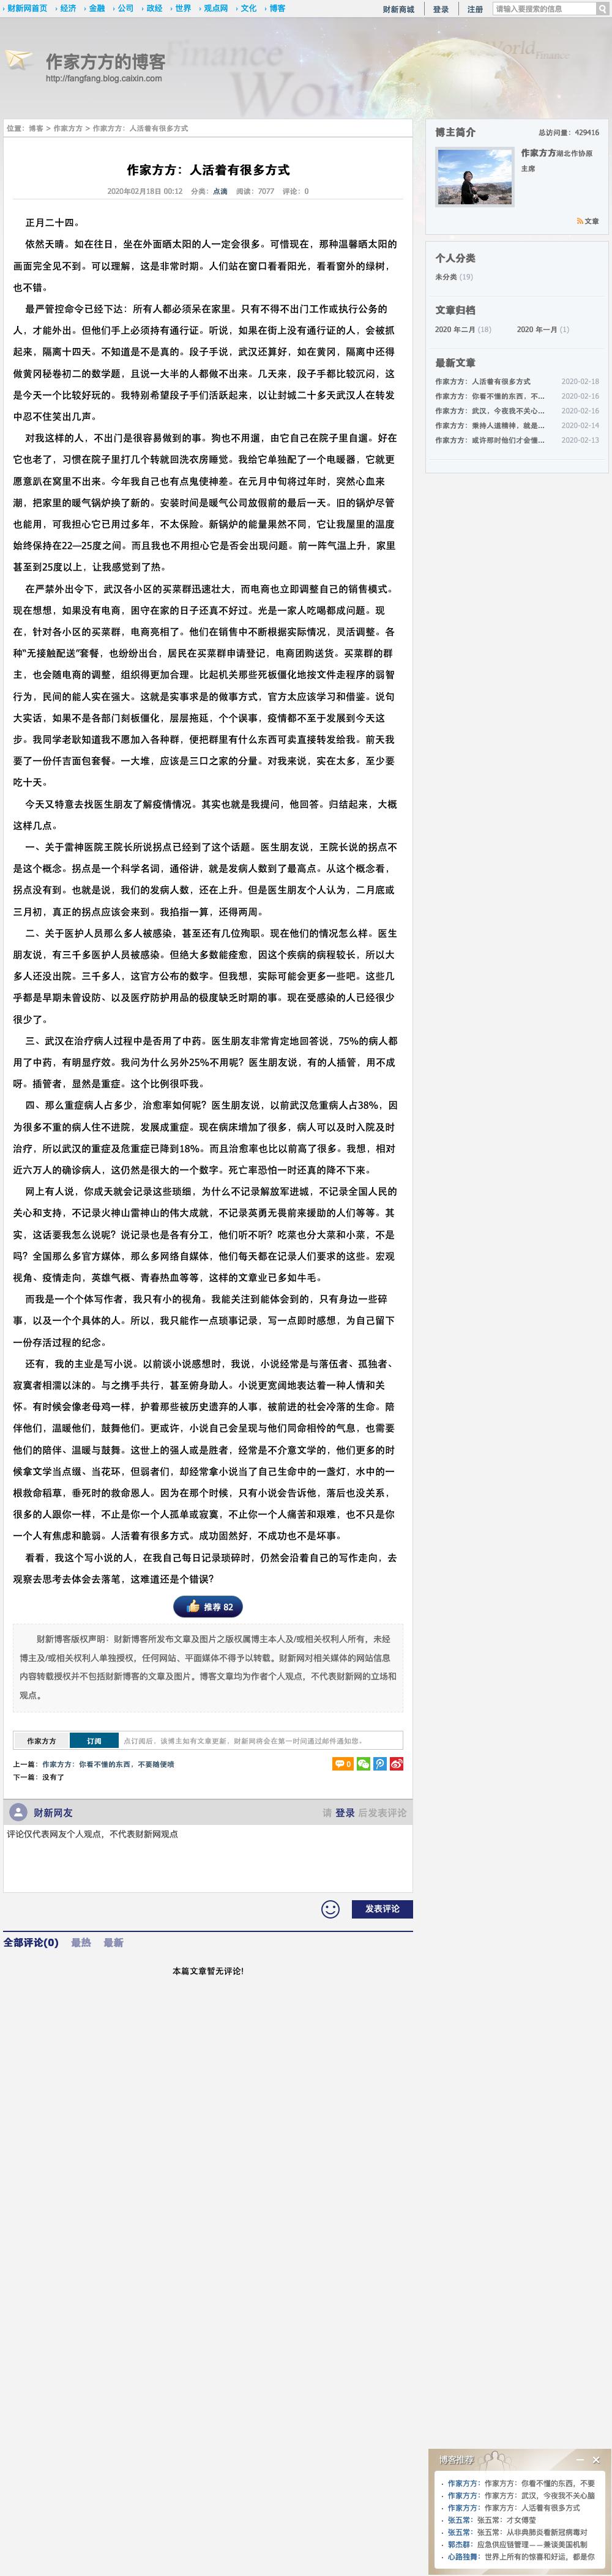 财新网首页 › 经济 › 金融 › 公司 › 政经 › 世界 › 观点网 › 文化 › 博客
财新商城 登录 注册 请输入要搜索的信息
作家方方的博客
http://fangfang.blog.caixin.com
位置：博客 > 作家方方 > 作家方方：人活着有很多方式
作家方方：人活着有很多方式
2020年02月18日 00:12 分类：点滴 阅读：7077 评论：0
正月二十四。
依然天晴。如在往日，坐在外面晒太阳的人一定会很多。可惜现在，那种温馨晒太阳的
画面完全见不到。可以理解，这是非常时期。人们站在窗口看看阳光，看看窗外的绿树，
也不错。
最严管控命令已经下达：所有人都必须呆在家里。只有不得不出门工作或执行公务的
人，才能外出。但他们手上必须持有通行证。听说，如果在街上没有通行证的人，会被抓
起来，隔离十四天。不知道是不是真的。段子手说，武汉还算好，如在黄冈，隔离中还得
做黄冈秘卷初二的数学题，且说一大半的人都做不出来。几天来，段子手都比较沉闷，这
是今天一个比较好玩的。我特别希望段子手们活跃起来，以让封城二十多天武汉人在转发
中忍不住笑出几声。
对我这样的人，不出门是很容易做到的事。狗也不用遛，由它自己在院子里自遛。好在
它也老了，习惯在院子里打几个转就回洗衣房睡觉。我给它单独配了一个电暖器，它就更
愿意趴在窝里不出来。今年我自己也有点鬼使神差。在元月中旬将过年时，突然心血来
潮，把家里的暖气锅炉换了新的。安装时间是暖气公司放假前的最后一天。旧的锅炉尽管
也能用，可我担心它已用过多年，不太保险。新锅炉的能量果然不同，它让我屋里的温度
始终保持在22—25度之间。而且我也不用担心它是否会出现问题。前一阵气温上升，家里
甚至到25度以上，让我感觉到了热。
在严禁外出令下，武汉各小区的买菜群迅速壮大，而电商也立即调整自己的销售模式。
现在想想，如果没有电商，困守在家的日子还真不好过。光是一家人吃喝都成问题。现
在，针对各小区的买菜群，电商亮相了。他们在销售中不断根据实际情况，灵活调整。各
种“无接触配送”套餐，也纷纷出台，居民在买菜群申请登记，电商团购送货。买菜群的群
主，也会随电商的调整，组织得更加合理。比起机关那些死板僵化地按文件走程序的弱智
行为，民间的能人实在强大。这就是实事求是的做事方式，官方太应该学习和借鉴。说句
大实话，如果不是各部门刻板僵化，层层拖延，个个误事，疫情都不至于发展到今天这
步。我同学老耿知道我不愿加入各种群，便把群里有什么东西可卖直接转发给我。前天我
要了一份仟吉面包套餐。一大堆，应该是三口之家的分量。对我来说，实在太多，至少要
吃十天。
今天又特意去找医生朋友了解疫情情况。其实也就是我提问，他回答。归结起来，大概
这样几点。
一、关于雷神医院王院长所说拐点已经到了这个话题。医生朋友说，王院长说的拐点不
是这个概念。拐点是一个科学名词，通俗讲，就是发病人数到了最高点。从这个概念看，
拐点没有到。也就是说，我们的发病人数，还在上升。但是医生朋友个人认为，二月底或
三月初，真正的拐点应该会来到。我掐指一算，还得两周。
二、关于医护人员那么多人被感染，甚至还有几位殉职。现在他们的情况怎么样。医生
朋友说，有三千多医护人员被感染。但绝大多数能痊愈，因这个疾病的病程较长，所以大
多人还没出院。三千多人，这官方公布的数字。但我想，实际可能会更多一些吧。这些几
乎都是早期未曾设防、以及医疗防护用品的极度缺乏时期的事。现在受感染的人已经很少
很少了。
三、武汉在治疗病人过程中是否用了中药。医生朋友非常肯定地回答说，75%的病人都
用了中药，有明显疗效。我问为什么另外25%不用呢？医生朋友说，有的人插管，用不成
呀。插管者，显然是重症。这个比例很吓我。
四、那么重症病人占多少，治愈率如何呢？医生朋友说，以前武汉危重病人占38%，因
为很多不重的病人住不进院，发展成重症。现在病床增加了很多，病人可以及时入院及时
治疗，所以武汉的重症及危重症已降到18%。而且治愈率也比以前高了很多。我想，相对
近六万人的确诊病人，这仍然是很大的一个数字。死亡率恐怕一时还真的降不下来。
网上有人说，你成天就会记录这些琐细，为什么不记录解放军进城，不记录全国人民的
关心和支持，不记录火神山雷神山的伟大成就，不记录英勇无畏前来援助的人们等等。其
实，这话要我怎么说呢？说记录也是各有分工，他们听不听？吃菜也分大菜和小菜，不是
吗？全国那么多官方媒体，那么多网络自媒体，他们每天都在记录人们要求的这些。宏观
视角、疫情走向，英雄气概、青春热血等等，这样的文章业已多如牛毛。
而我是一个个体写作者，我只有小的视角。我能关注到能体会到的，只有身边一些碎
事，以及一个个具体的人。所以，我只能作一点琐事记录，写一点即时感想，为自己留下
一份存活过程的纪念。
还有，我的主业是写小说。以前谈小说感想时，我说，小说经常是与落伍者、孤独者、
寂寞者相濡以沫的。与之携手共行，甚至俯身助人。小说更宽阔地表达着一种人情和关
怀。有时候会像老母鸡一样，护着那些被历史遗弃的人事，被前进的社会冷落的生命。陪
伴他们，温暖他们，鼓舞他们。更或许，小说自己会呈现与他们同命相怜的气息，也需要
他们的陪伴、温暖与鼓舞。这世上的强人或是胜者，经常是不介意文学的，他们更多的时
候拿文学当点缀、当花环，但弱者们，却经常拿小说当了自己生命中的一盏灯，水中的一
根救命稻草，垂死时的救命恩人。因为在那个时候，只有小说会告诉他，落后也没关系，
很多的人跟你一样，不止是你一个人孤单或寂寞，不止你一个人痛苦和艰难，也不只是你
一个人有焦虑和脆弱。人活着有很多方式。成功固然好，不成功也不是坏事。
看看，我这个写小说的人，在我自己每日记录琐碎时，仍然会沿着自己的写作走向，去
观察去思考去体会去落笔，这难道还是个错误？
推荐 82
财新博客版权声明：财新博客所发布文章及图片之版权属博主本人及/或相关权利人所有，未经
博主及/或相关权利人单独授权，任何网站、平面媒体不得予以转载。财新网对相关媒体的网站信息
内容转载授权并不包括财新博客的文章及图片。博客文章均为作者个人观点，不代表财新网的立场和
观点。
作家方方 订阅 点订阅后，该博主如有文章更新，财新网将会在第一时间通过邮件通知您。
上一篇：作家方方：你看不懂的东西，不要随便喷
0
下一篇：没有了
财新网友 请 登录 后发表评论
评论仅代表网友个人观点，不代表财新网观点
发表评论
全部评论(0) 最热 最新
本篇文章暂无评论!
博主简介 总访问量：429416
作家方方湖北作协原
主席
文章
个人分类
未分类 (19)
文章归档
2020 年二月 (18) 2020 年一月 (1)
最新文章
作家方方：人活着有很多方式 2020-02-18
作家方方：你看不懂的东西，不... 2020-02-16
作家方方：武汉，今夜我不关心... 2020-02-16
作家方方：秉持人道精神，就是... 2020-02-14
作家方方：或许那时他们才会懂... 2020-02-13
博客推荐
作家方方：作家方方：你看不懂的东西，不要
作家方方：作家方方：武汉，今夜我不关心脑
作家方方：作家方方：人活着有很多方式
张五常：张五常：才女傅莹
张五常：张五常：从非典肺炎看新冠病毒对
郭杰群：应急供应链管理——兼谈美国机制
心路独舞：世界上所有的惊喜和好运，都是你